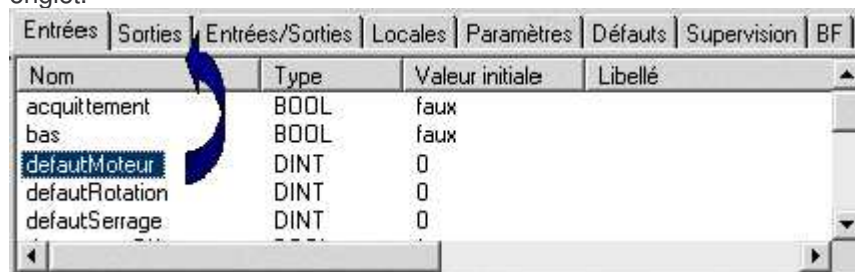 onglet.
Entrées Sorties Entrées/Sorties Locales Paramètres Défauts Supervision BF
Nom Type Valeur initiale Libellé
acquittement BOOL faux
bas BOOL faux
defautMoteur DINT 0
defautRotation DINT 0
defautSerrage DINT 0